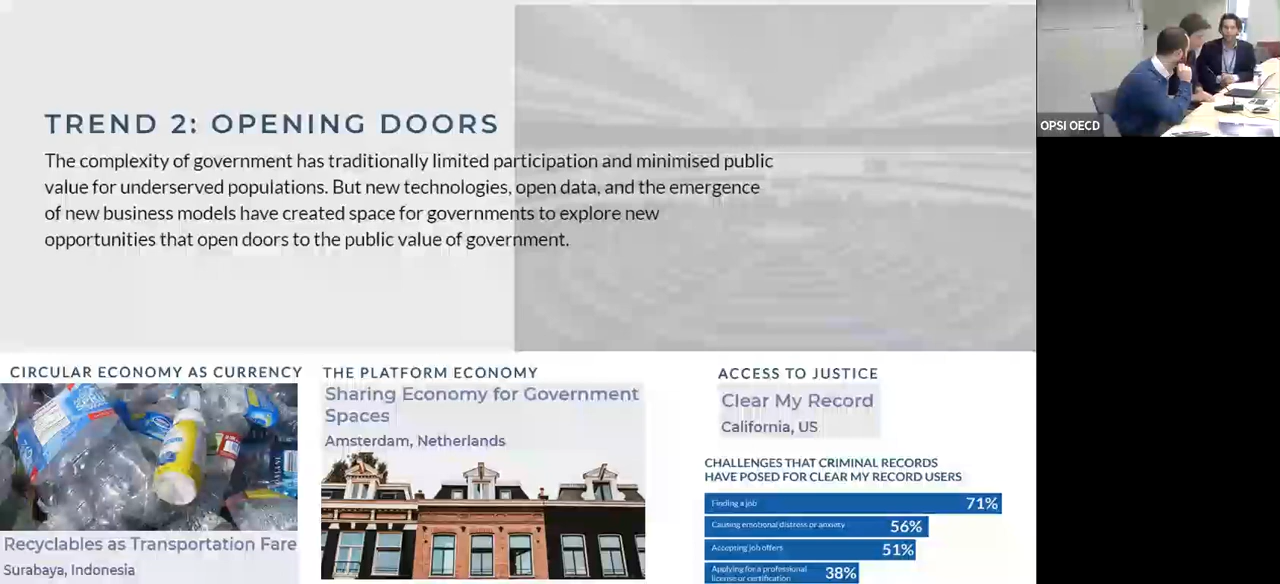 TREND 2: OPENING DOORS
The complexity of government has traditionally limited participation and minimised public
value for underserved populations. But new technologies, open data, and the emergence
of new business models have created space for governments to explore new
opportunities that open doors to the public value of government.
OPSI OECD
CIRCULAR ECONOMY AS CURRENCY
Recyclables as Transportation Fare
Surabaya, Indonesia
THE PLATFORM ECONOMY
Sharing Economy for Government
Spaces
Amsterdam, Netherlands
ACCESS TO JUSTICE
Clear My Record
California, US
CHALLENGES THAT CRIMINAL RECORDS
HAVE POSED FOR CLEAR MY RECORD USERS
Finding a job 71%
Causing emotional distress or anxiety 56%
Accepting job offers 51%
Applying for a professional
license or certification 38%